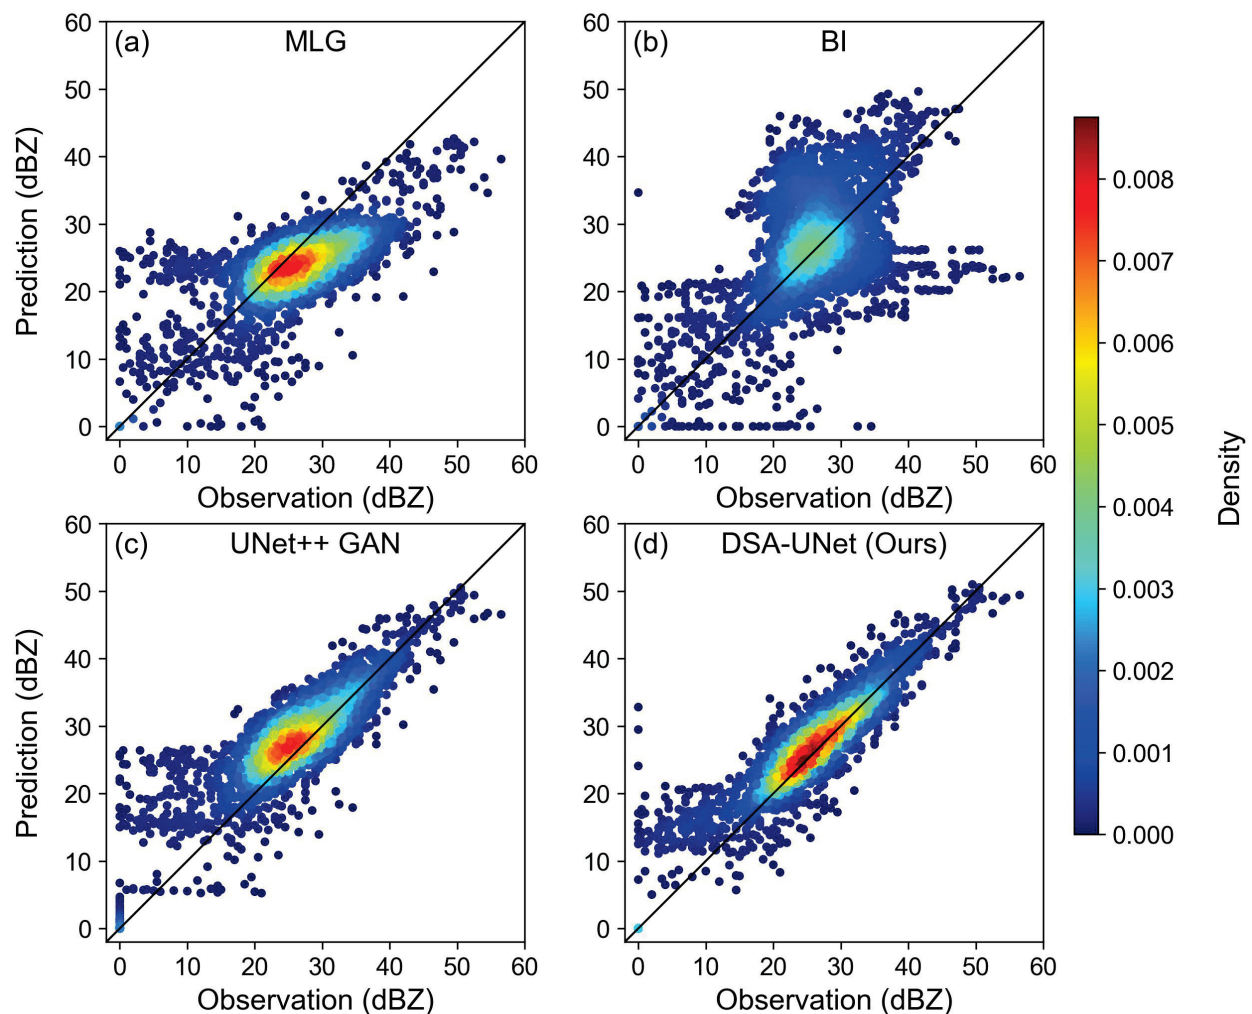 (a) MLG
60
50
40
30
20
10
0
Prediction (dBZ)
0 10 20 30 40 50 60
Observation (dBZ)
(b) BI
60
50
40
30
20
10
0
0 10 20 30 40 50 60
Observation (dBZ)
(c) UNet++ GAN
60
50
40
30
20
10
0
Prediction (dBZ)
0 10 20 30 40 50 60
Observation (dBZ)
(d) DSA-UNet (Ours)
60
50
40
30
20
10
0
0 10 20 30 40 50 60
Observation (dBZ)
0.008
0.007
0.006
0.005
0.004
0.003
0.002
0.001
0.000
Density